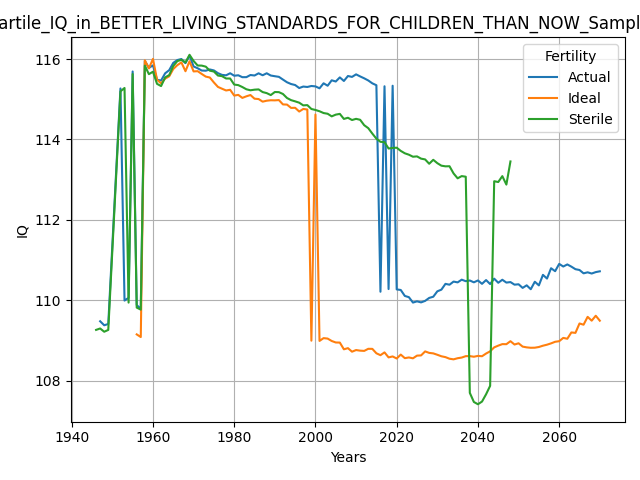 artile_IQ_in_BETTER_LIVING_STANDARDS_FOR_CHILDREN_THAN_NOW_Sampl
Fertility
Actual
Ideal
Sterile
116
114
112
110
108
IQ
1940
1960
1980
2000
2020
2040
2060
Years